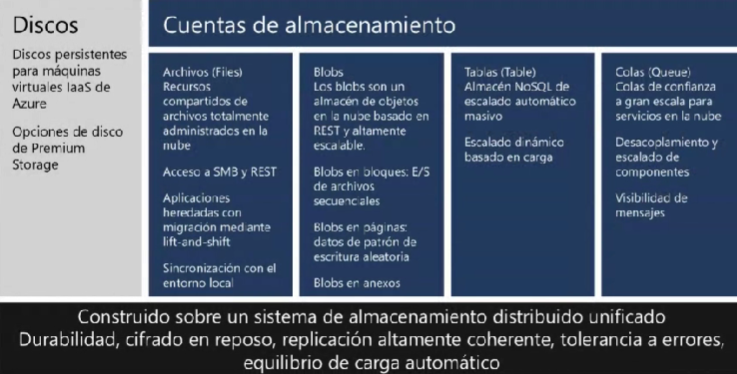 Discos
Discos persistentes
para máquinas
virtuales IaaS de
Azure
Opciones de disco
de Premium
Storage
Cuentas de almacenamiento
Archivos (Files)
Recursos
compartidos de
archivos totalmente
administrados en la
nube
Acceso a SMB y REST
Aplicaciones
heredadas con
migración mediante
lift-and-shift
Sincronización con el
entorno local
Blobs
Los blobs son un
almacén de objetos
en la nube basado en
REST y altamente
escalable.
Blobs en bloques: E/S
de archivos
secuenciales
Blobs en páginas:
datos de patrón de
escritura aleatoria
Blobs en anexos
Tablas (Table)
Almacén NoSQL de
escalado automático
masivo
Escalado dinámico
basado en carga
Colas (Queue)
Colas de confianza
a gran escala para
servicios en la nube
Desacoplamiento y
escalado de
componentes
Visibilidad de
mensajes
Construido sobre un sistema de almacenamiento distribuido unificado
Durabilidad, cifrado en reposo, replicación altamente coherente, tolerancia a errores,
equilibrio de carga automático